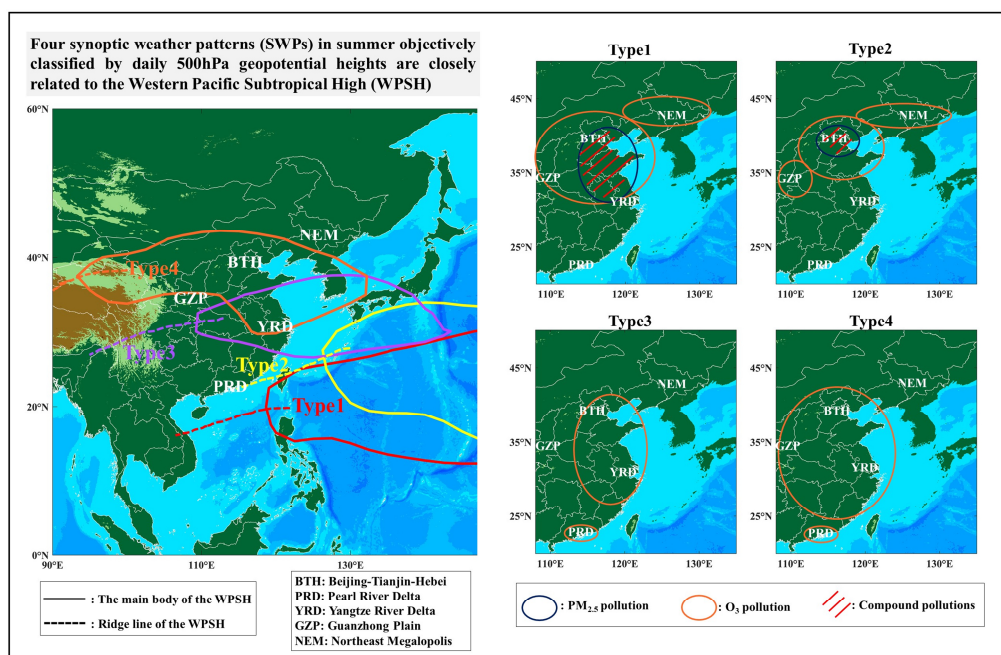 Four synoptic weather patterns (SWPs) in summer objectively
classified by daily 500hPa geopotential heights are closely
related to the Western Pacific Subtropical High (WPSH)
60°N
40°N
20°N
0°N
90°E
110°E
130°E
NEM
BTH
Type4
GZP
YRD
Type3
Type2
PRD
Type1
: The main body of the WPSH
: Ridge line of the WPSH
BTH: Beijing-Tianjin-Hebei
PRD: Pearl River Delta
YRD: Yangtze River Delta
GZP: Guanzhong Plain
NEM: Northeast Megalopolis
Type1
45°N
35°N
25°N
110°E
120°E
130°E
NEM
BTH
GZP
YRD
PRD
Type2
45°N
35°N
25°N
110°E
120°E
130°E
NEM
BTH
GZP
YRD
PRD
Type3
45°N
35°N
25°N
110°E
120°E
130°E
NEM
BTH
GZP
YRD
PRD
Type4
45°N
35°N
25°N
110°E
120°E
130°E
NEM
BTH
GZP
YRD
PRD
: PM2.5 pollution
: O3 pollution
: Compound pollutions